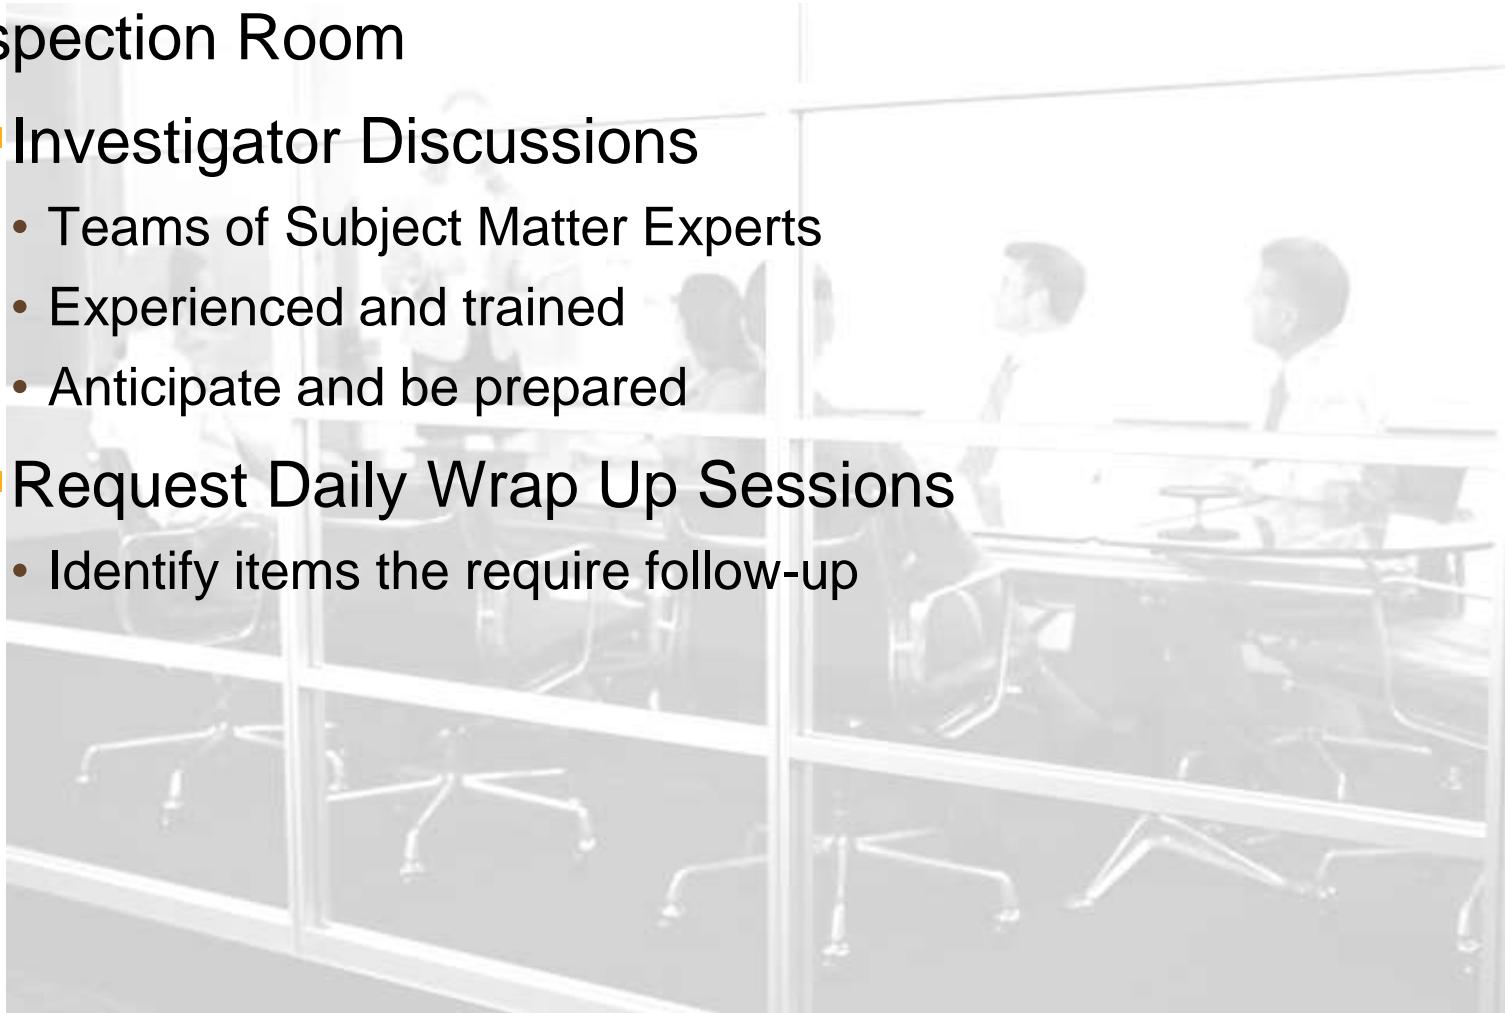 spection Room
Investigator Discussions
• Teams of Subject Matter Experts
• Experienced and trained
• Anticipate and be prepared
Request Daily Wrap Up Sessions
• Identify items the require follow-up